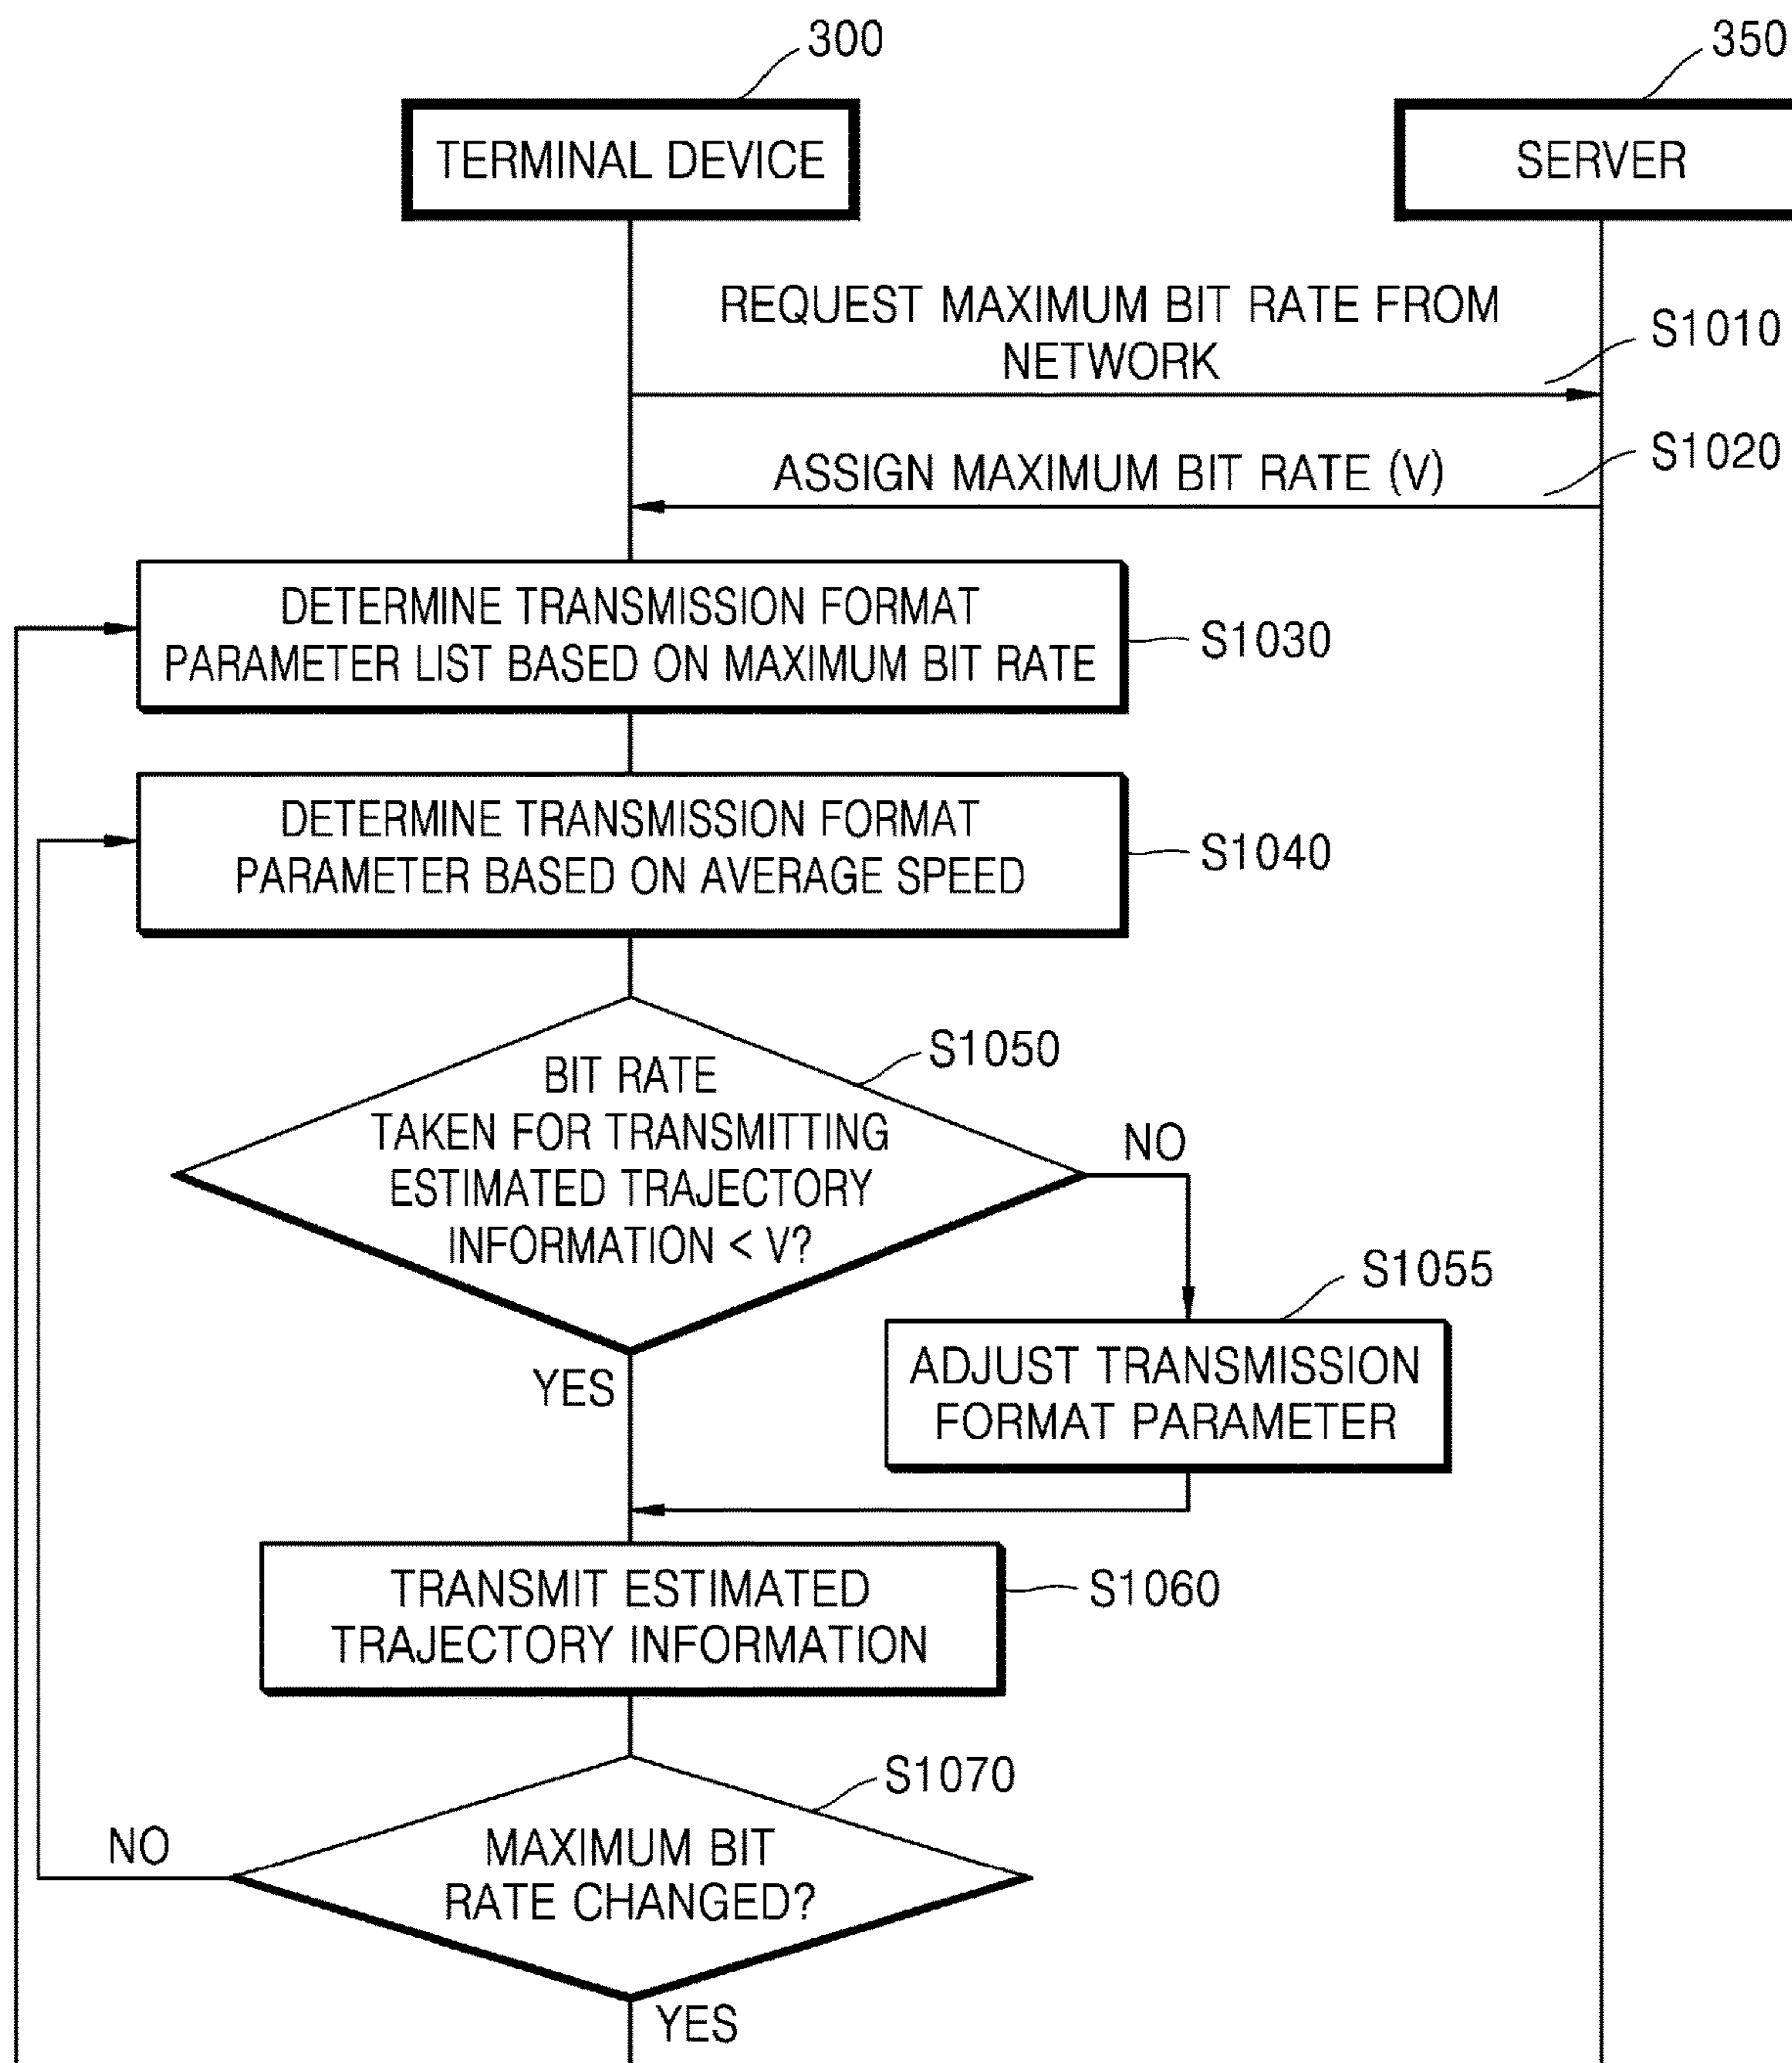 300
350
TERMINAL DEVICE
SERVER
REQUEST MAXIMUM BIT RATE FROM
NETWORK
S1010
ASSIGN MAXIMUM BIT RATE (V)
S1020
DETERMINE TRANSMISSION FORMAT
PARAMETER LIST BASED ON MAXIMUM BIT RATE
S1030
DETERMINE TRANSMISSION FORMAT
PARAMETER BASED ON AVERAGE SPEED
S1040
BIT RATE
TAKEN FOR TRANSMITTING
ESTIMATED TRAJECTORY
INFORMATION < V?
S1050
NO
S1055
ADJUST TRANSMISSION
FORMAT PARAMETER
YES
TRANSMIT ESTIMATED
TRAJECTORY INFORMATION
S1060
S1070
MAXIMUM BIT
RATE CHANGED?
NO
YES